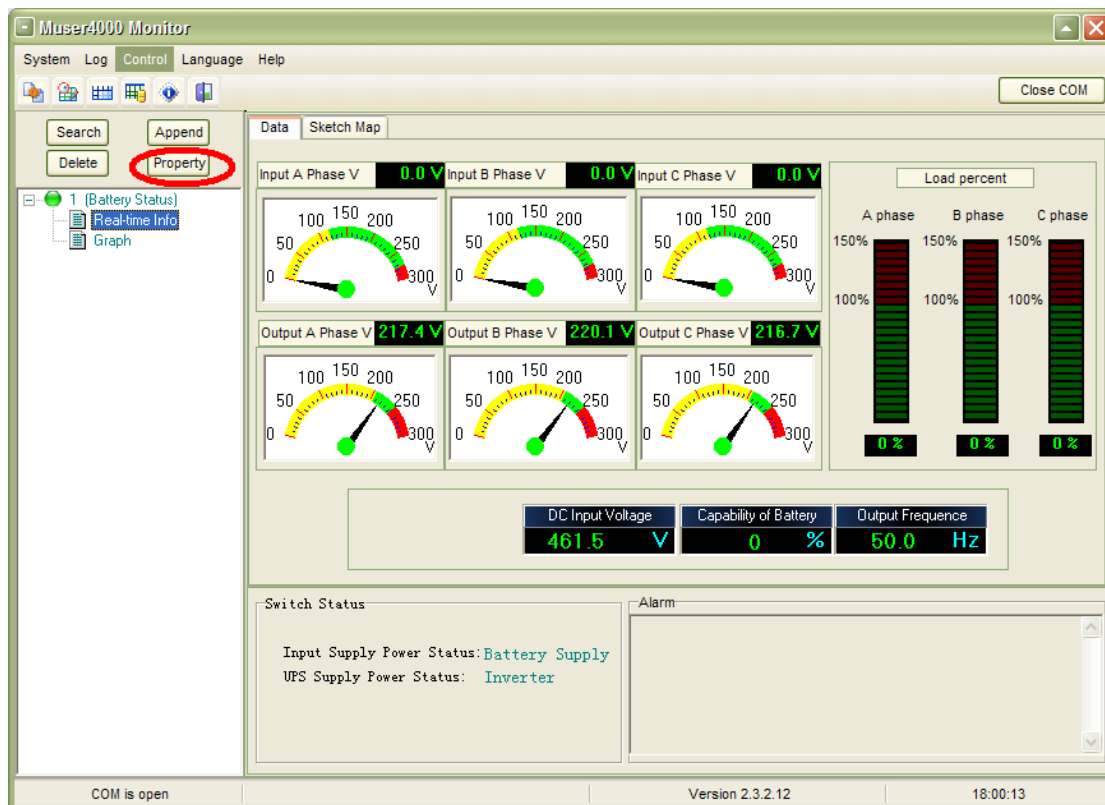 Muser4000 Monitor
System Log Control Language Help
Close COM
Search Append
Delete Property
1 (Battery Status)
Real-time Info
Graph
Data Sketch Map
Input A Phase V 0.0 V Input B Phase V 0.0 V Input C Phase V 0.0 V
0 50 100 150 200 250 300 V
0 50 100 150 200 250 300 V
0 50 100 150 200 250 300 V
Output A Phase V 217.4 V Output B Phase V 220.1 V Output C Phase V 216.7 V
0 50 100 150 200 250 300 V
0 50 100 150 200 250 300 V
0 50 100 150 200 250 300 V
Load percent
A phase B phase C phase
150% 150% 150%
100% 100% 100%
0 % 0 % 0 %
DC Input Voltage Capability of Battery Output Frequence
461.5 V 0 % 50.0 Hz
Switch Status
Input Supply Power Status: Battery Supply
UPS Supply Power Status: Inverter
Alarm
COM is open Version 2.3.2.12 18:00:13